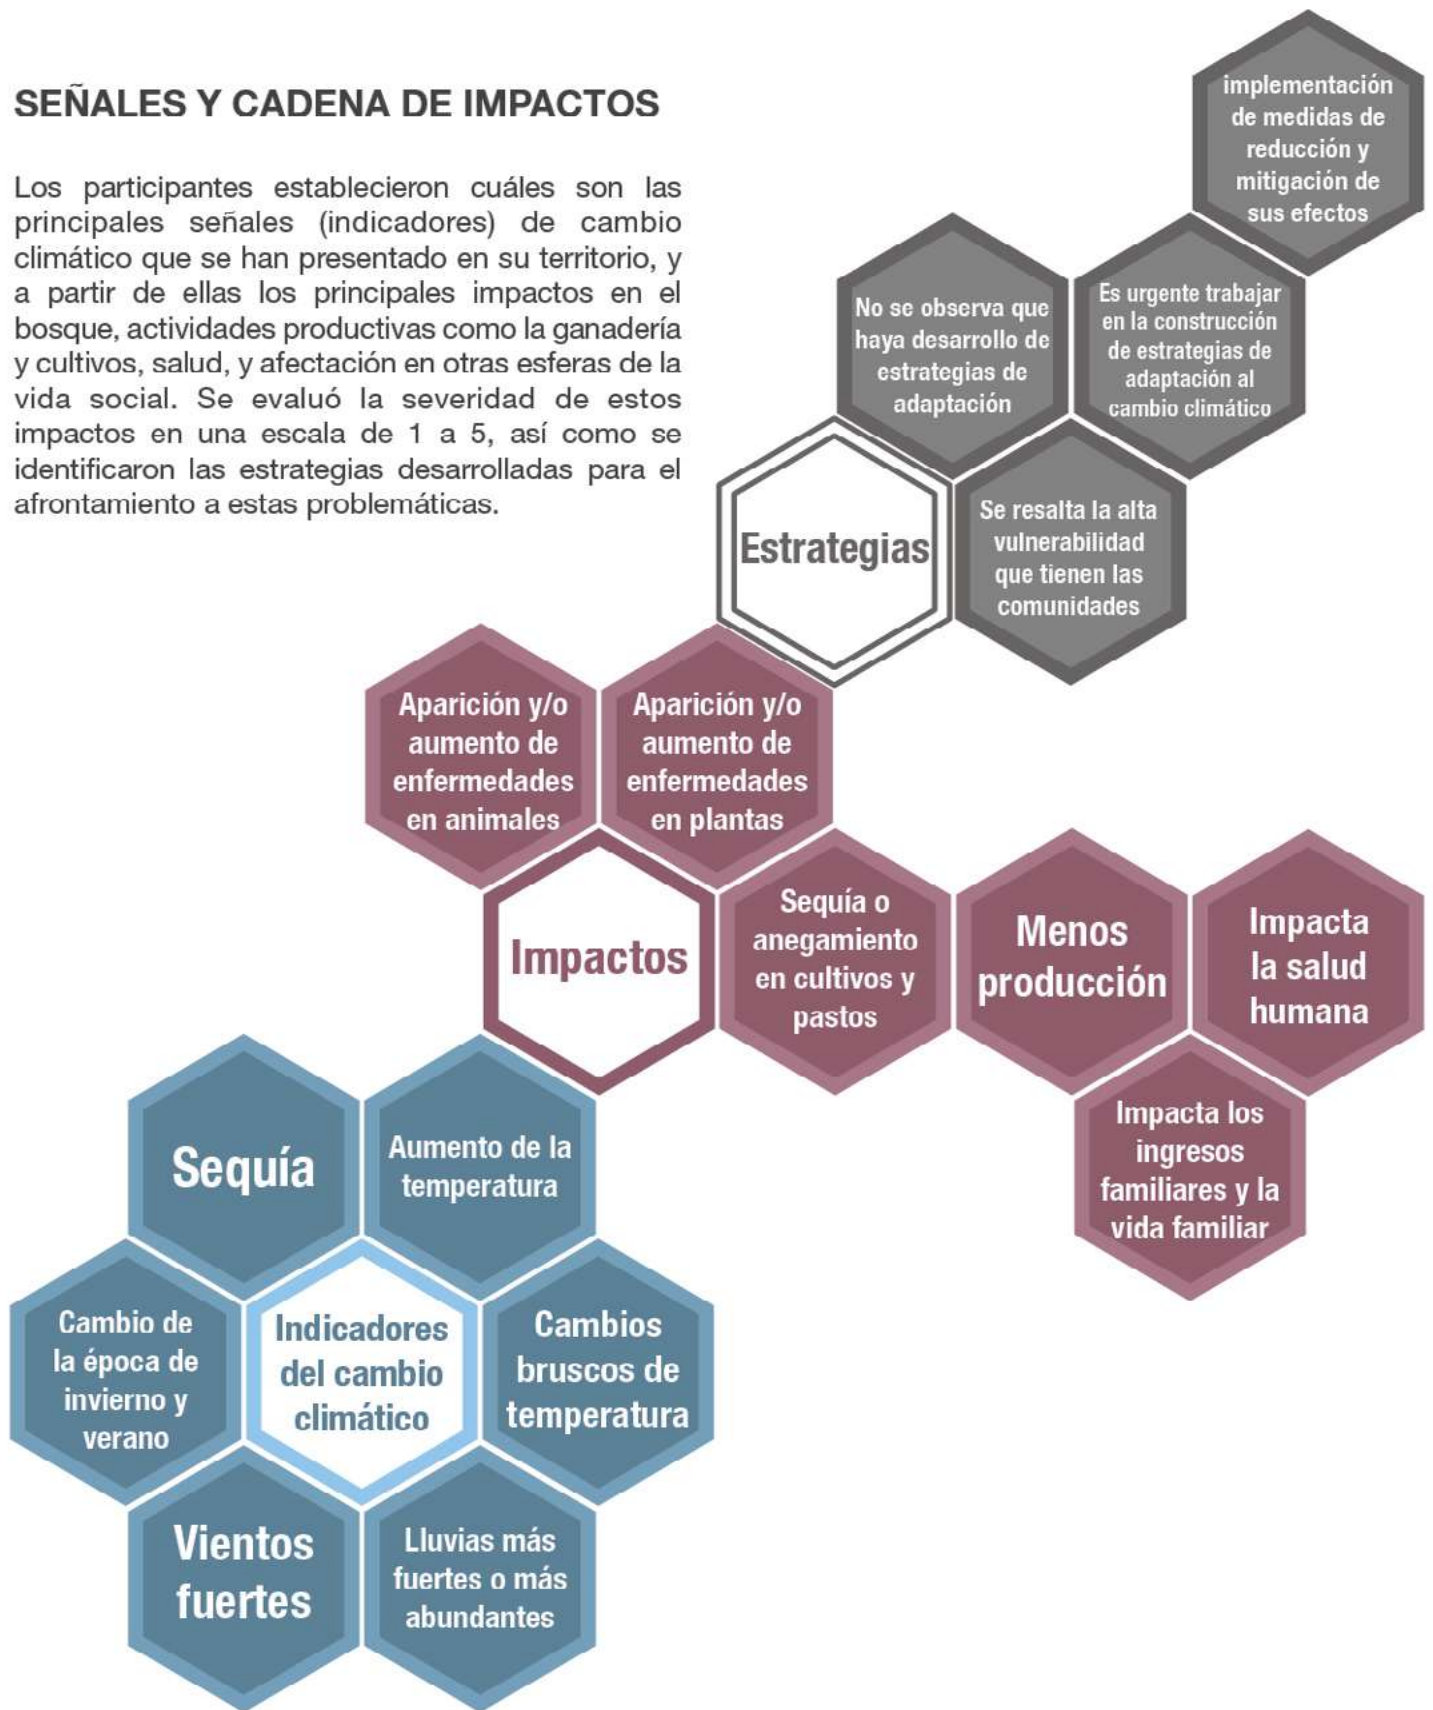 SEÑALES Y CADENA DE IMPACTOS
Los participantes establecieron cuáles son las
principales señales (indicadores) de cambio
climático que se han presentado en su territorio, y
a partir de ellas los principales impactos en el
bosque, actividades productivas como la ganadería
y cultivos, salud, y afectación en otras esferas de la
vida social. Se evaluó la severidad de estos
impactos en una escala de 1 a 5, así como se
identificaron las estrategias desarrolladas para el
afrontamiento a estas problemáticas.
implementación
de medidas de
reducción y
mitigación de
sus efectos
No se observa que
haya desarrollo de
estrategias de
adaptación
Es urgente trabajar
en la construcción
de estrategias de
adaptación al
cambio climático
Estrategias
Se resalta la alta
vulnerabilidad
que tienen las
comunidades
Aparición y/o
aumento de
enfermedades
en animales
Aparición y/o
aumento de
enfermedades
en plantas
Impactos
Sequía o
anegamiento
en cultivos y
pastos
Menos
producción
Impacta
la salud
humana
Impacta los
ingresos
familiares y la
vida familiar
Sequía
Aumento de la
temperatura
Cambio de
la época de
invierno y
verano
Indicadores
del cambio
climático
Cambios
bruscos de
temperatura
Vientos
fuertes
Lluvias más
fuertes o más
abundantes